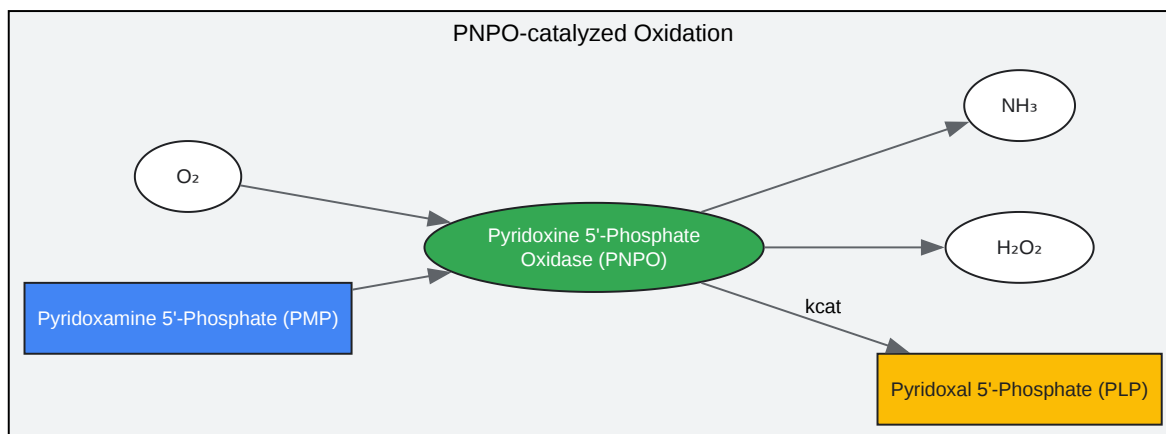 PNPO-catalyzed Oxidation
NH₃
O₂
Pyridoxine 5'-Phosphate
Oxidase (PNPO)
H₂O₂
Pyridoxamine 5'-Phosphate (PMP)
kcat
Pyridoxal 5'-Phosphate (PLP)